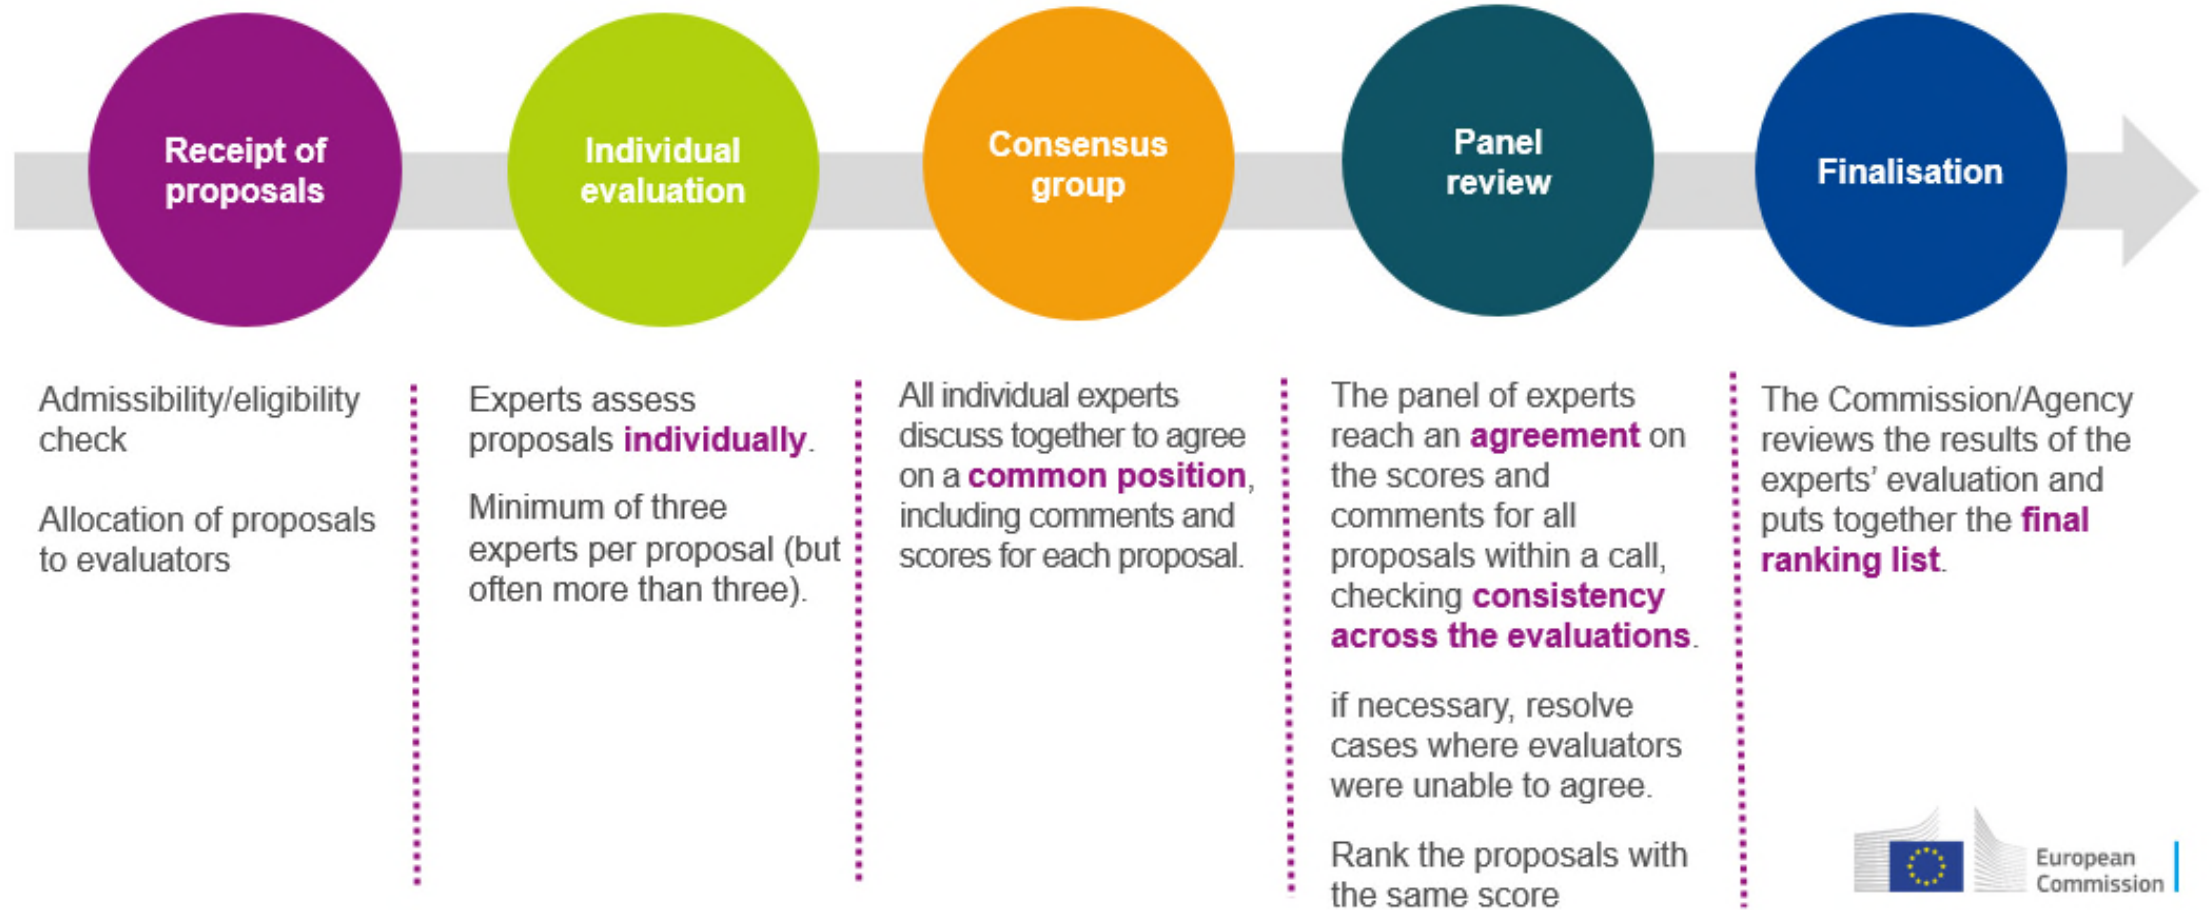 Receipt of
proposals
Individual
evaluation
Consensus
group
Panel
review
Finalisation
Admissibility/eligibility
check
Allocation of proposals
to evaluators
Experts assess
proposals individually.
Minimum of three
experts per proposal (but
often more than three).
All individual experts
discuss together to agree
on a common position,
including comments and
scores for each proposal.
The panel of experts
reach an agreement on
the scores and
comments for all
proposals within a call,
checking consistency
across the evaluations.
if necessary, resolve
cases where evaluators
were unable to agree.
Rank the proposals with
the same score
The Commission/Agency
reviews the results of the
experts’ evaluation and
puts together the final
ranking list.
European
Commission